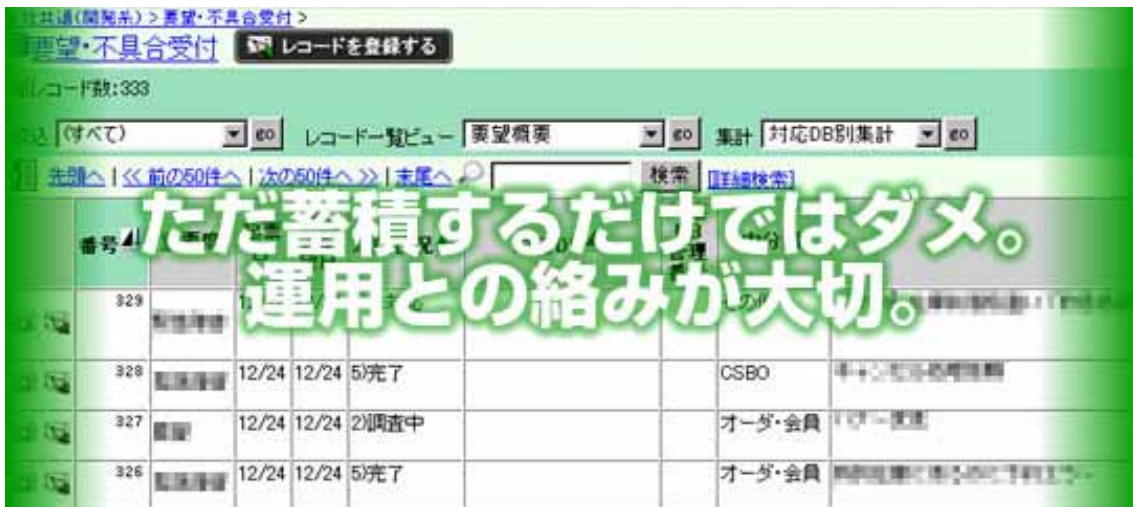 共通(開発系) > 要望・不具合受付 >
要望・不具合受付 レコードを登録する
レコード数:333
込 (すべて) go レコード一覧ビュー 要望概要 go 集計 対応DB別集計 go
先頭へ | << 前の50件へ | 次の50件へ >> | 末尾へ 検索 [詳細検索]
ただ蓄積するだけではダメ。
運用との絡みが大切。
番号
329
328 12/24 12/24 5)完了 CSBO
327 12/24 12/24 2)調査中 オーダ・会員
326 12/24 12/24 5)完了 オーダ・会員